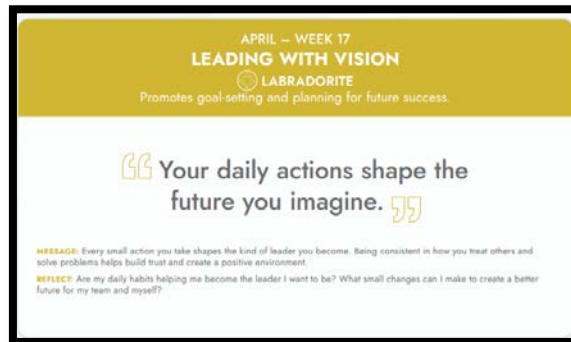 APRIL – WEEK 17
LEADING WITH VISION
LABRADORITE
Promotes goal-setting and planning for future success.
“ Your daily actions shape the
future you imagine. ”
MESSAGE: Every small action you take shapes the kind of leader you become. Being consistent in how you treat others and
solve problems helps build trust and create a positive environment.
REFLECT: Are my daily habits helping me become the leader I want to be? What small changes can I make to create a better
future for my team and myself?